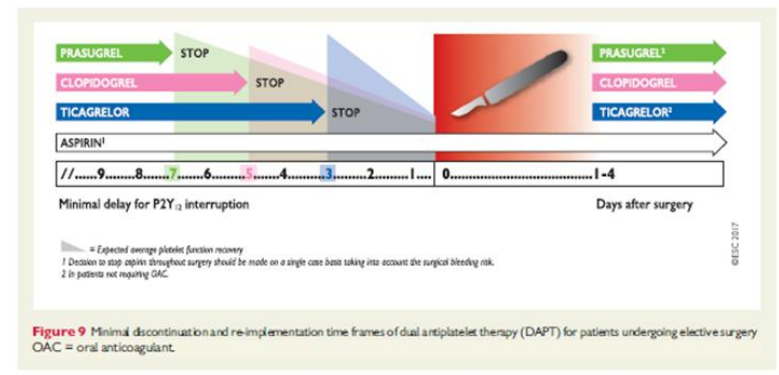 PRASUGREL STOP PRASUGREL²
CLOPIDOGREL STOP CLOPIDOGREL
TICAGRELOR STOP TICAGRELOR²
ASPIRIN¹
//......9........8........7........6........5........4........3........2........1.... 0....................................1-4
Minimal delay for P2Y₁₂ interruption Days after surgery
= Expected average platelet function recovery
1 Decision to stop aspirin throughout surgery should be made on a single case basis taking into account the surgical bleeding risk.
2 In patients not requiring OAC.
©ESC 2017
Figure 9 Minimal discontinuation and re-implementation time frames of dual antiplatelet therapy (DAPT) for patients undergoing elective surgery
OAC = oral anticoagulant.